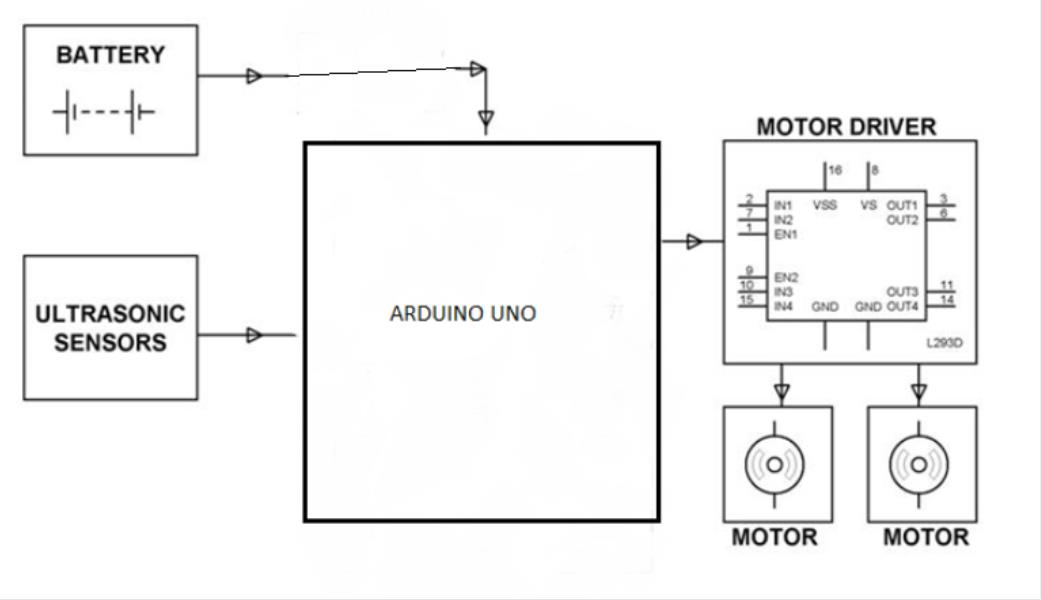 BATTERY
ULTRASONIC
SENSORS
ARDUINO UNO
MOTOR DRIVER
16 8
2 IN1 VSS VS OUT1 3
7 IN2 OUT2 6
1 EN1
9 EN2
10 IN3 OUT3 11
15 IN4 GND GND OUT4 14
L293D
MOTOR MOTOR